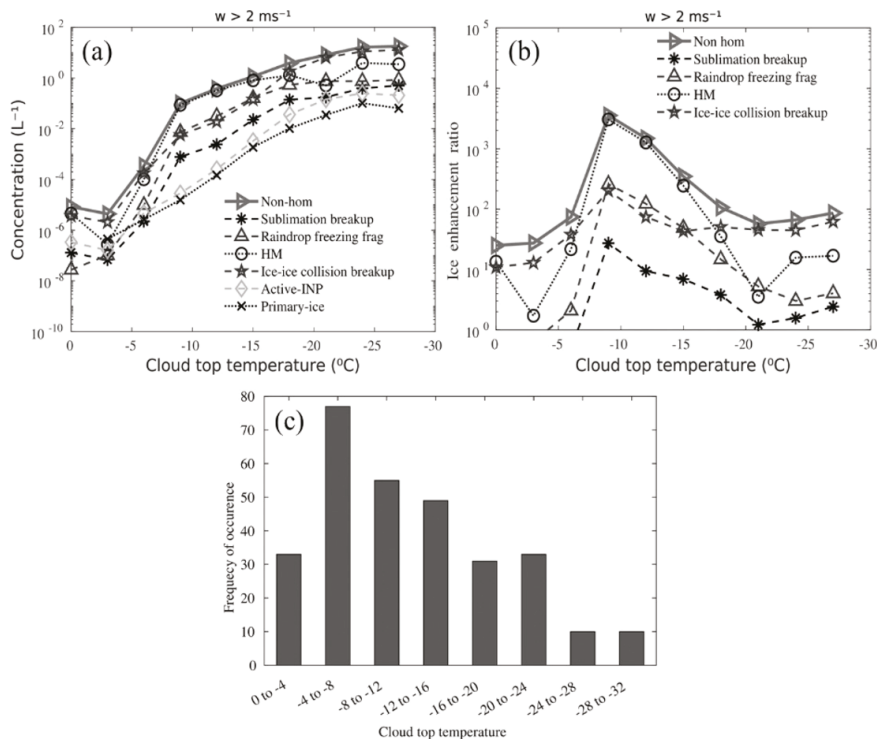 w > 2 ms⁻¹
(a)
Concentration (L⁻¹)
10²
10⁰
10⁻²
10⁻⁴
10⁻⁶
10⁻⁸
10⁻¹⁰
Non-hom
Sublimation breakup
Raindrop freezing frag
HM
Ice-ice collision breakup
Active-INP
Primary-ice
0 -5 -10 -15 -20 -25 -30
Cloud top temperature (⁰C)
w > 2 ms⁻¹
(b)
Ice enhancement ratio
10⁵
10⁴
10³
10²
10¹
10⁰
Non hom
Sublimation breakup
Raindrop freezing frag
HM
Ice-ice collision breakup
0 -5 -10 -15 -20 -25 -30
Cloud top temperature (⁰C)
(c)
Frequecy of occurence
80
70
60
50
40
30
20
10
0
0 to -4 -4 to -8 -8 to -12 -12 to -16 -16 to -20 -20 to -24 -24 to -28 -28 to -32
Cloud top temperature